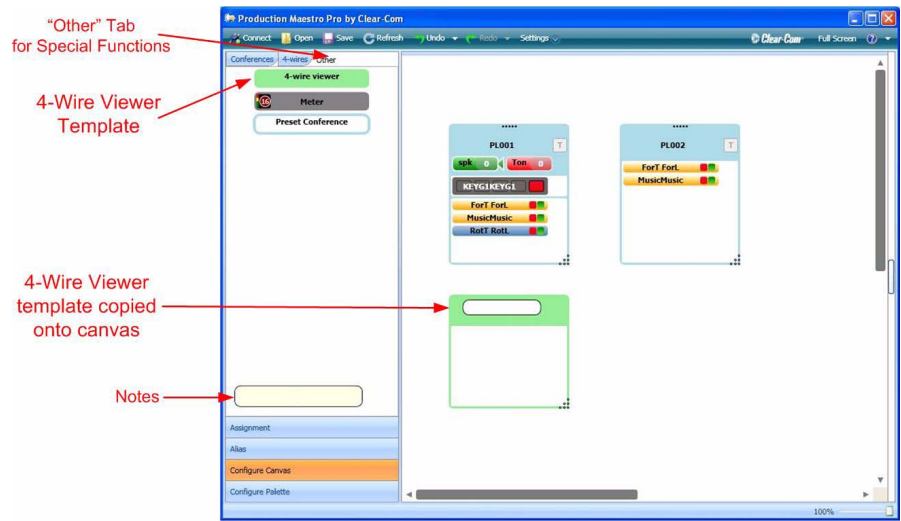 “Other” Tab
for Special Functions
4-Wire Viewer
Template
4-Wire Viewer
template copied
onto canvas
Notes
Production Maestro Pro by Clear-Com
Connect Open Save Refresh Undo Redo Settings Clear-Com Full Screen ?
Conferences 4-wires Other
4-wire viewer
16 Meter
Preset Conference
PL001 T
spk 0 Ton 0
KEYG1KEYG1
ForT ForL
MusicMusic
RotT RotL
PL002 T
ForT ForL
MusicMusic
Assignment
Alias
Configure Canvas
Configure Palette
100%